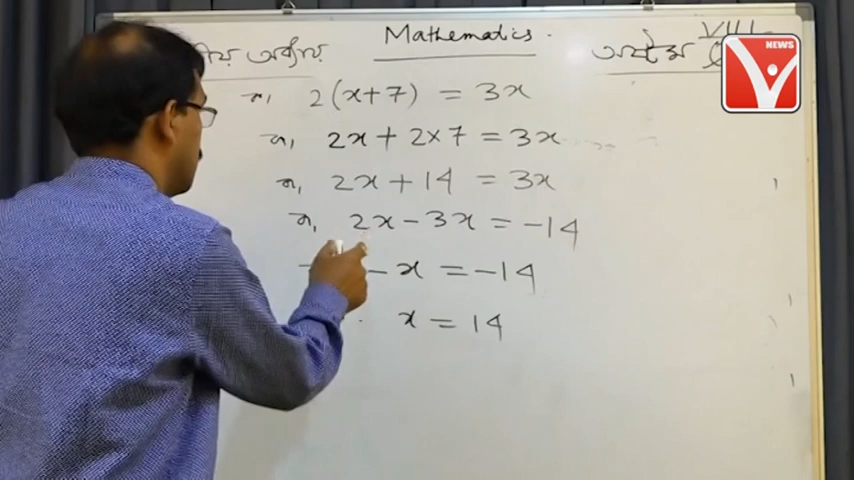 Mathematics.
VIII
NEWS
বা, 2(x+7) = 3x
বা, 2x + 2×7 = 3x
বা, 2x + 14 = 3x
বা, 2x − 3x = −14
− x = −14
x = 14